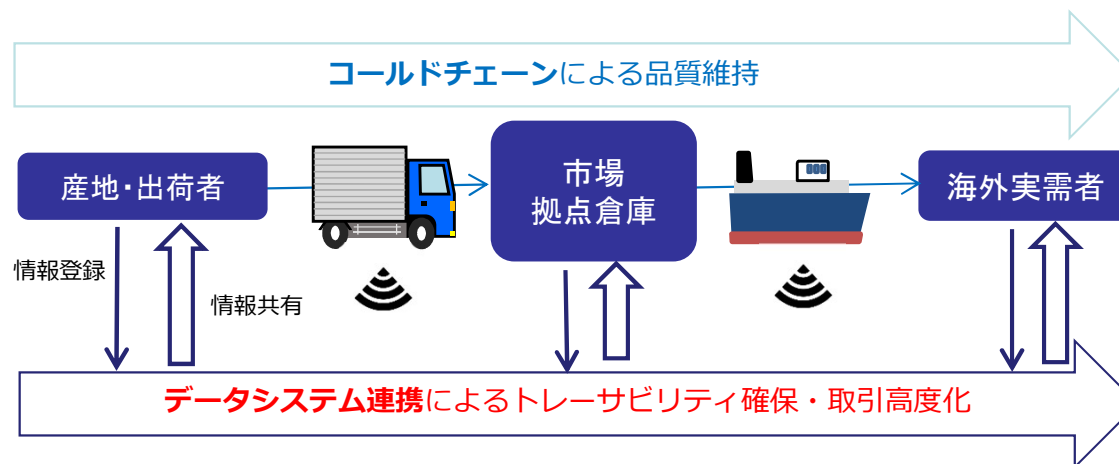 コールドチェーンによる品質維持
産地・出荷者
市場
拠点倉庫
海外実需者
情報登録
情報共有
データシステム連携によるトレーサビリティ確保・取引高度化